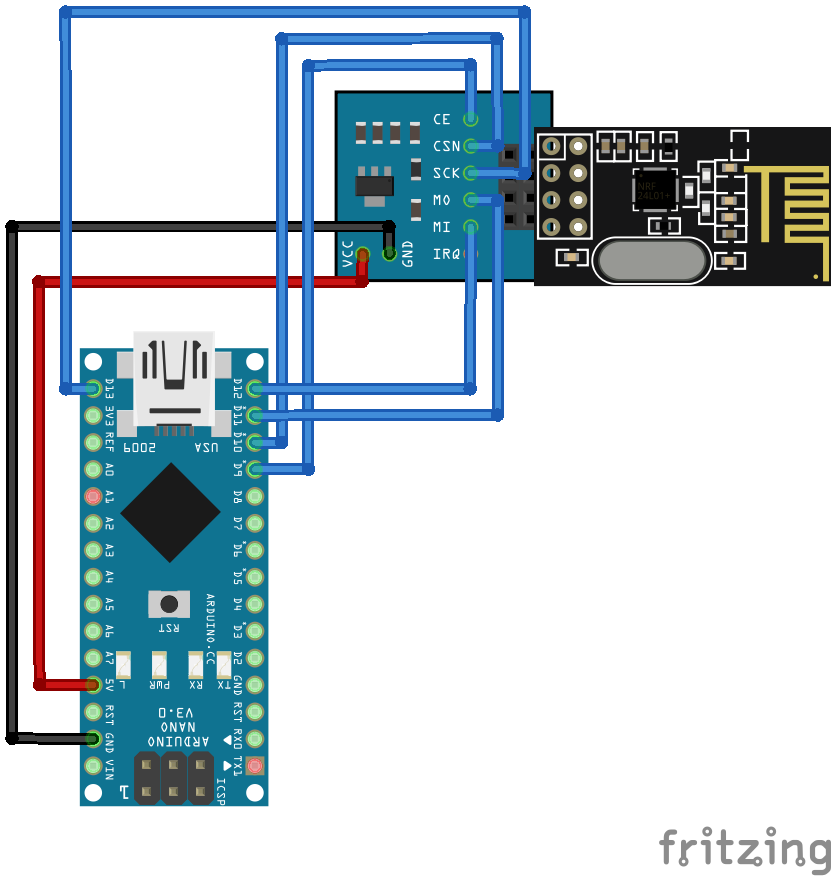 CE
CSN
SCK
MO
MI
IRQ
VCC
GND
NRF
24L01+
D13
3V3
REF
A0
A1
A2
A3
A4
A5
A6
A7
5V
RST
GND
VIN
D12
D11
D10
D9
D8
D7
D6
D5
D4
D3
D2
GND
RST
RX0
TX1
USA
2009
RST
ARDUINO.CC
L
PWR
RX
TX
ARDUINO
NANO
V3.0
1
ICSP
fritzing